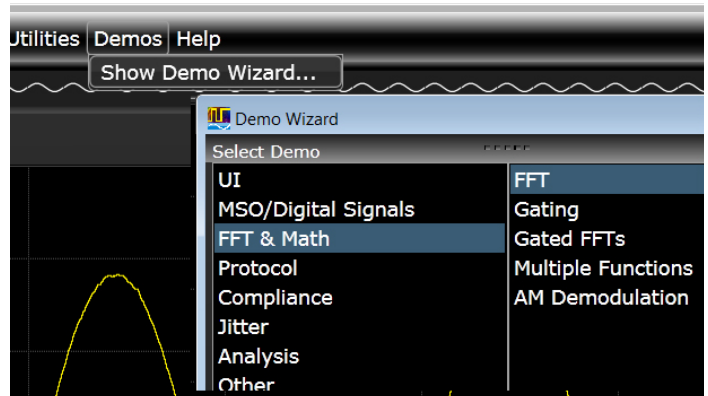 Utilities Demos Help
Show Demo Wizard...
Demo Wizard
Select Demo
UI
MSO/Digital Signals
FFT & Math
Protocol
Compliance
Jitter
Analysis
Other
FFT
Gating
Gated FFTs
Multiple Functions
AM Demodulation